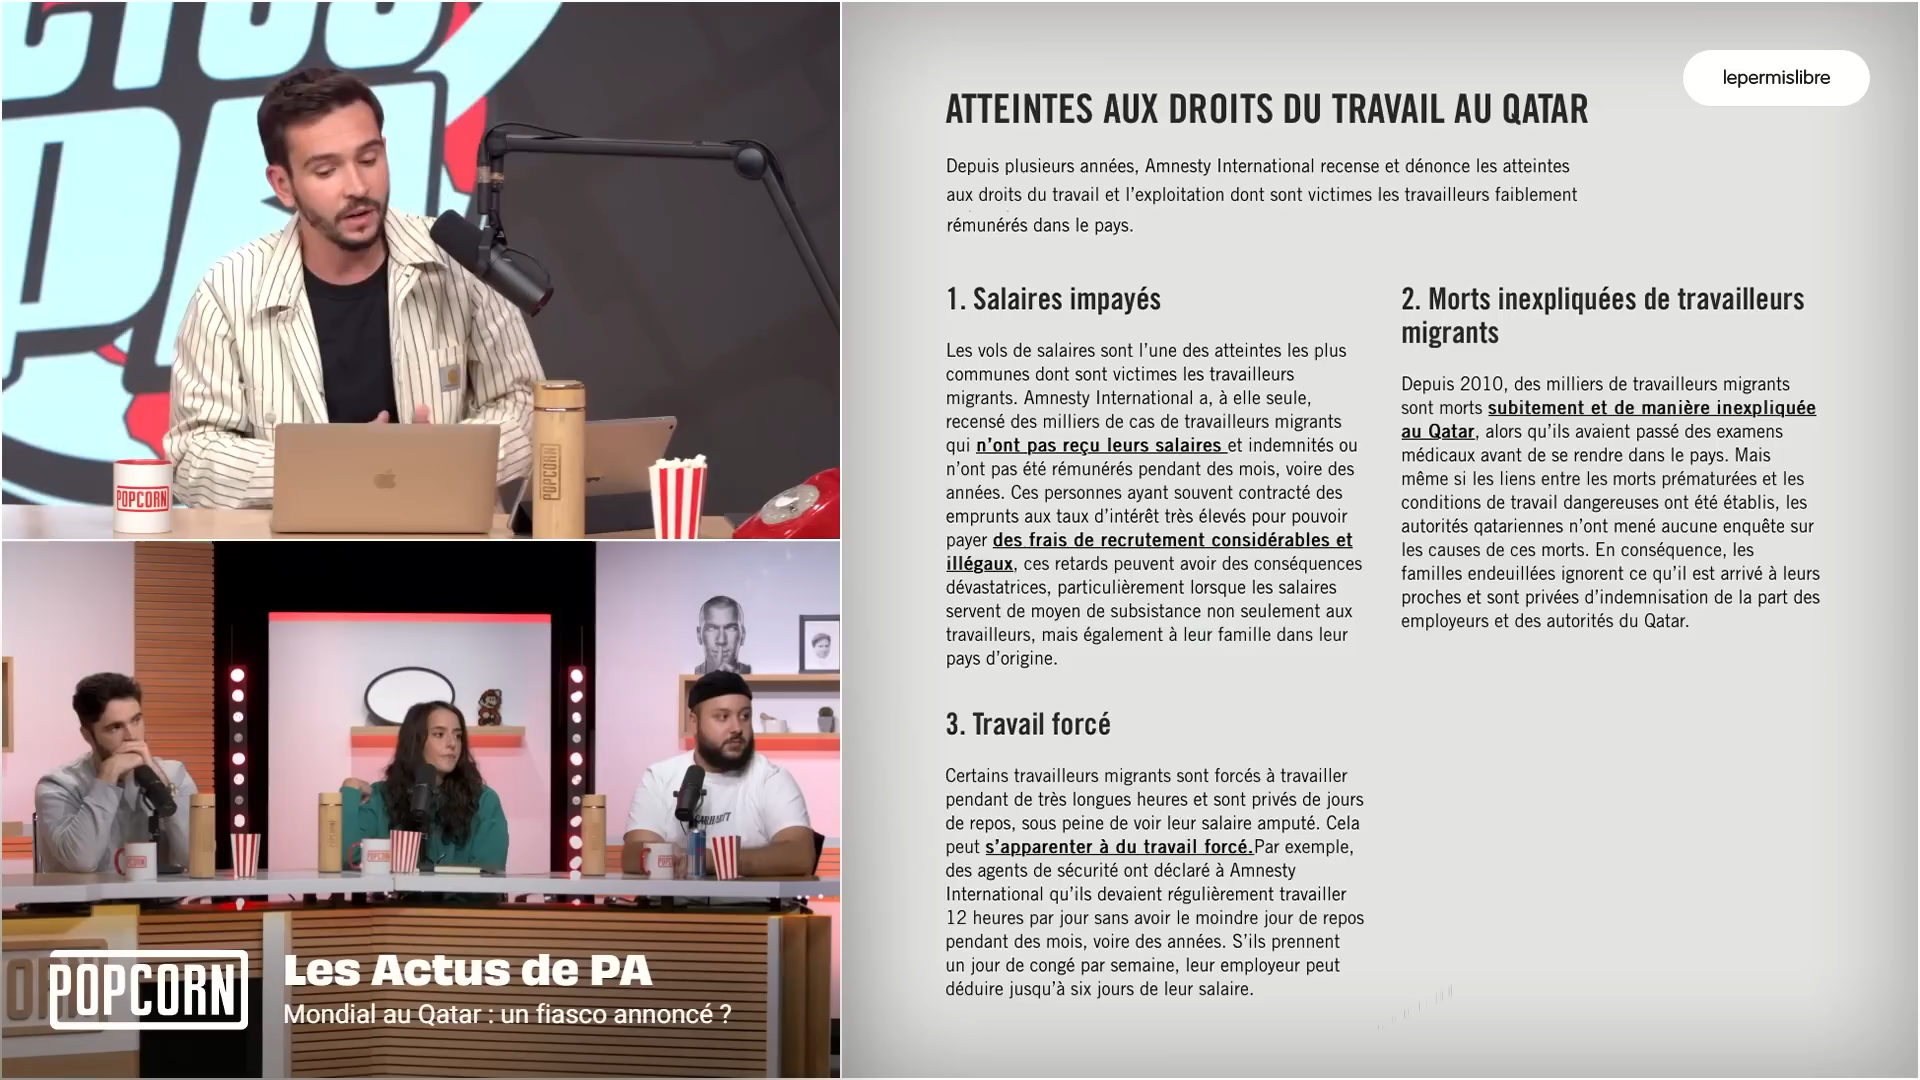 lepermislibre
ATTEINTES AUX DROITS DU TRAVAIL AU QATAR
Depuis plusieurs années, Amnesty International recense et dénonce les atteintes
aux droits du travail et l’exploitation dont sont victimes les travailleurs faiblement
rémunérés dans le pays.
1. Salaires impayés
Les vols de salaires sont l’une des atteintes les plus
communes dont sont victimes les travailleurs
migrants. Amnesty International a, à elle seule,
recensé des milliers de cas de travailleurs migrants
qui n’ont pas reçu leurs salaires et indemnités ou
n’ont pas été rémunérés pendant des mois, voire des
années. Ces personnes ayant souvent contracté des
emprunts aux taux d’intérêt très élevés pour pouvoir
payer des frais de recrutement considérables et
illégaux, ces retards peuvent avoir des conséquences
dévastatrices, particulièrement lorsque les salaires
servent de moyen de subsistance non seulement aux
travailleurs, mais également à leur famille dans leur
pays d’origine.
2. Morts inexpliquées de travailleurs
migrants
Depuis 2010, des milliers de travailleurs migrants
sont morts subitement et de manière inexpliquée
au Qatar, alors qu’ils avaient passé des examens
médicaux avant de se rendre dans le pays. Mais
même si les liens entre les morts prématurées et les
conditions de travail dangereuses ont été établis, les
autorités qatariennes n’ont mené aucune enquête sur
les causes de ces morts. En conséquence, les
familles endeuillées ignorent ce qu’il est arrivé à leurs
proches et sont privées d’indemnisation de la part des
employeurs et des autorités du Qatar.
3. Travail forcé
Certains travailleurs migrants sont forcés à travailler
pendant de très longues heures et sont privés de jours
de repos, sous peine de voir leur salaire amputé. Cela
peut s’apparenter à du travail forcé.Par exemple,
des agents de sécurité ont déclaré à Amnesty
International qu’ils devaient régulièrement travailler
12 heures par jour sans avoir le moindre jour de repos
pendant des mois, voire des années. S’ils prennent
un jour de congé par semaine, leur employeur peut
déduire jusqu’à six jours de leur salaire.
POPCORN
POPCORN
POPCORN
Les Actus de PA
Mondial au Qatar : un fiasco annoncé ?